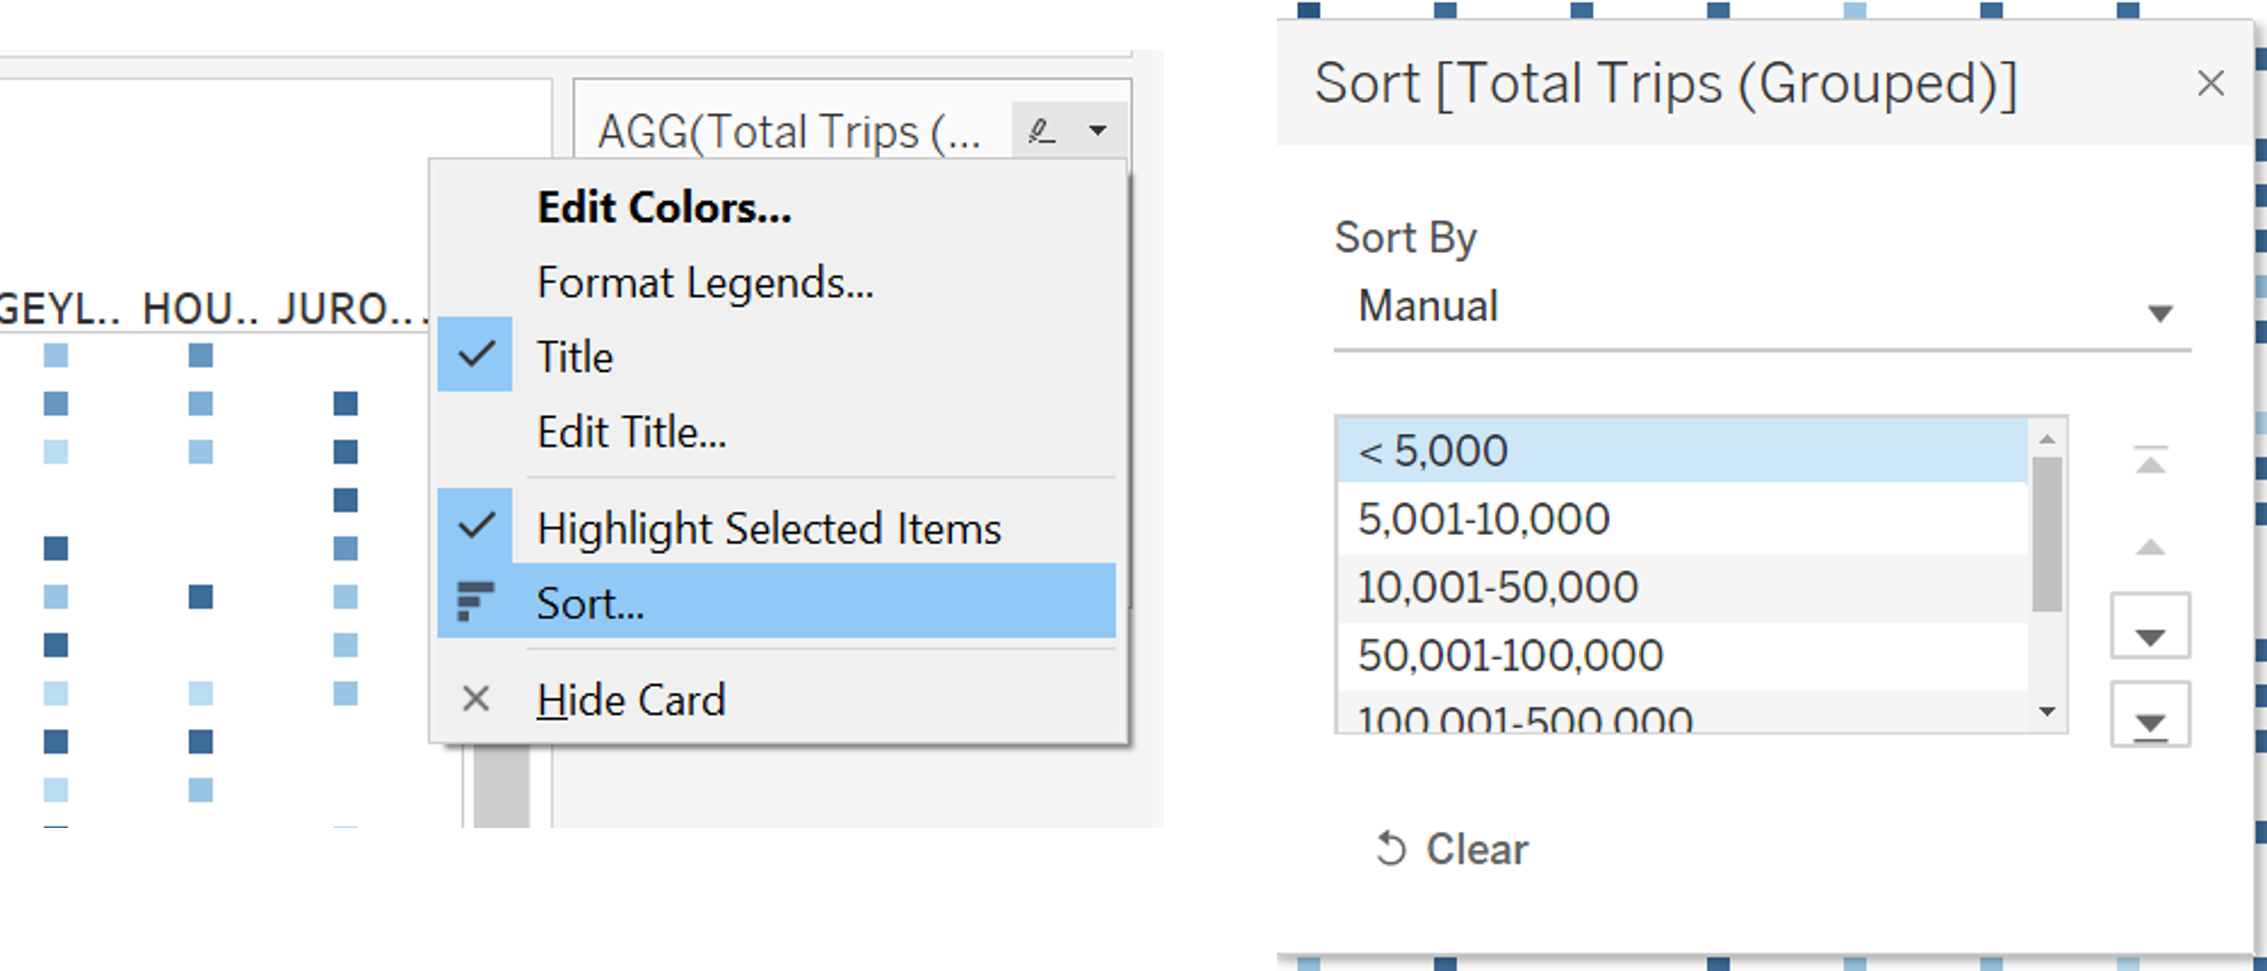 AGG(Total Trips (...
Edit Colors...
Format Legends...
GEYL.. HOU.. JURO...
Title
Edit Title...
Highlight Selected Items
Sort...
Hide Card
Sort [Total Trips (Grouped)]
Sort By
Manual
< 5,000
5,001-10,000
10,001-50,000
50,001-100,000
100,001-500,000
Clear